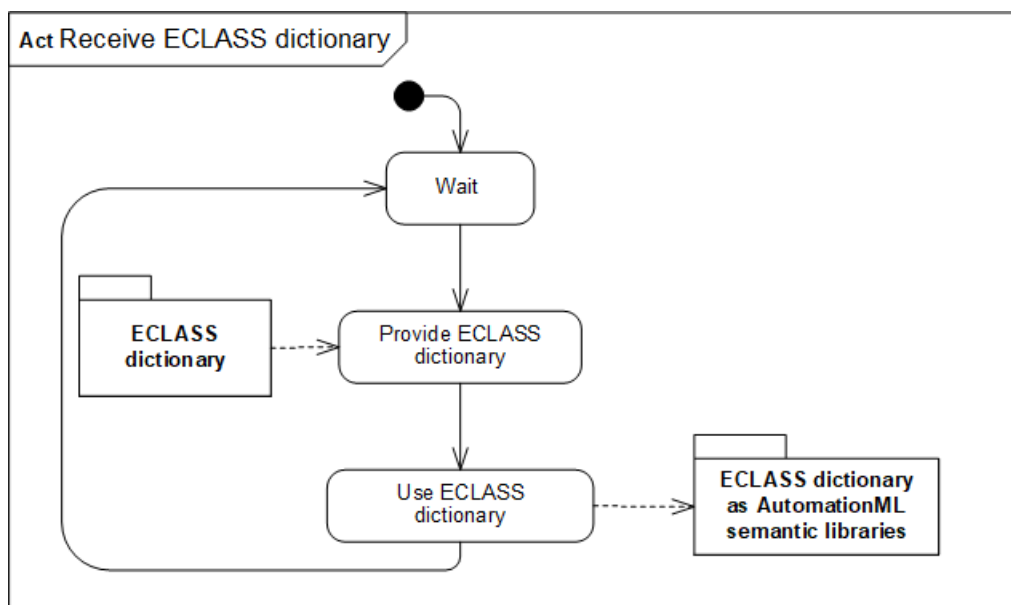 Act Receive ECLASS dictionary
Wait
ECLASS
dictionary
Provide ECLASS
dictionary
Use ECLASS
dictionary
ECLASS dictionary
as AutomationML
semantic libraries